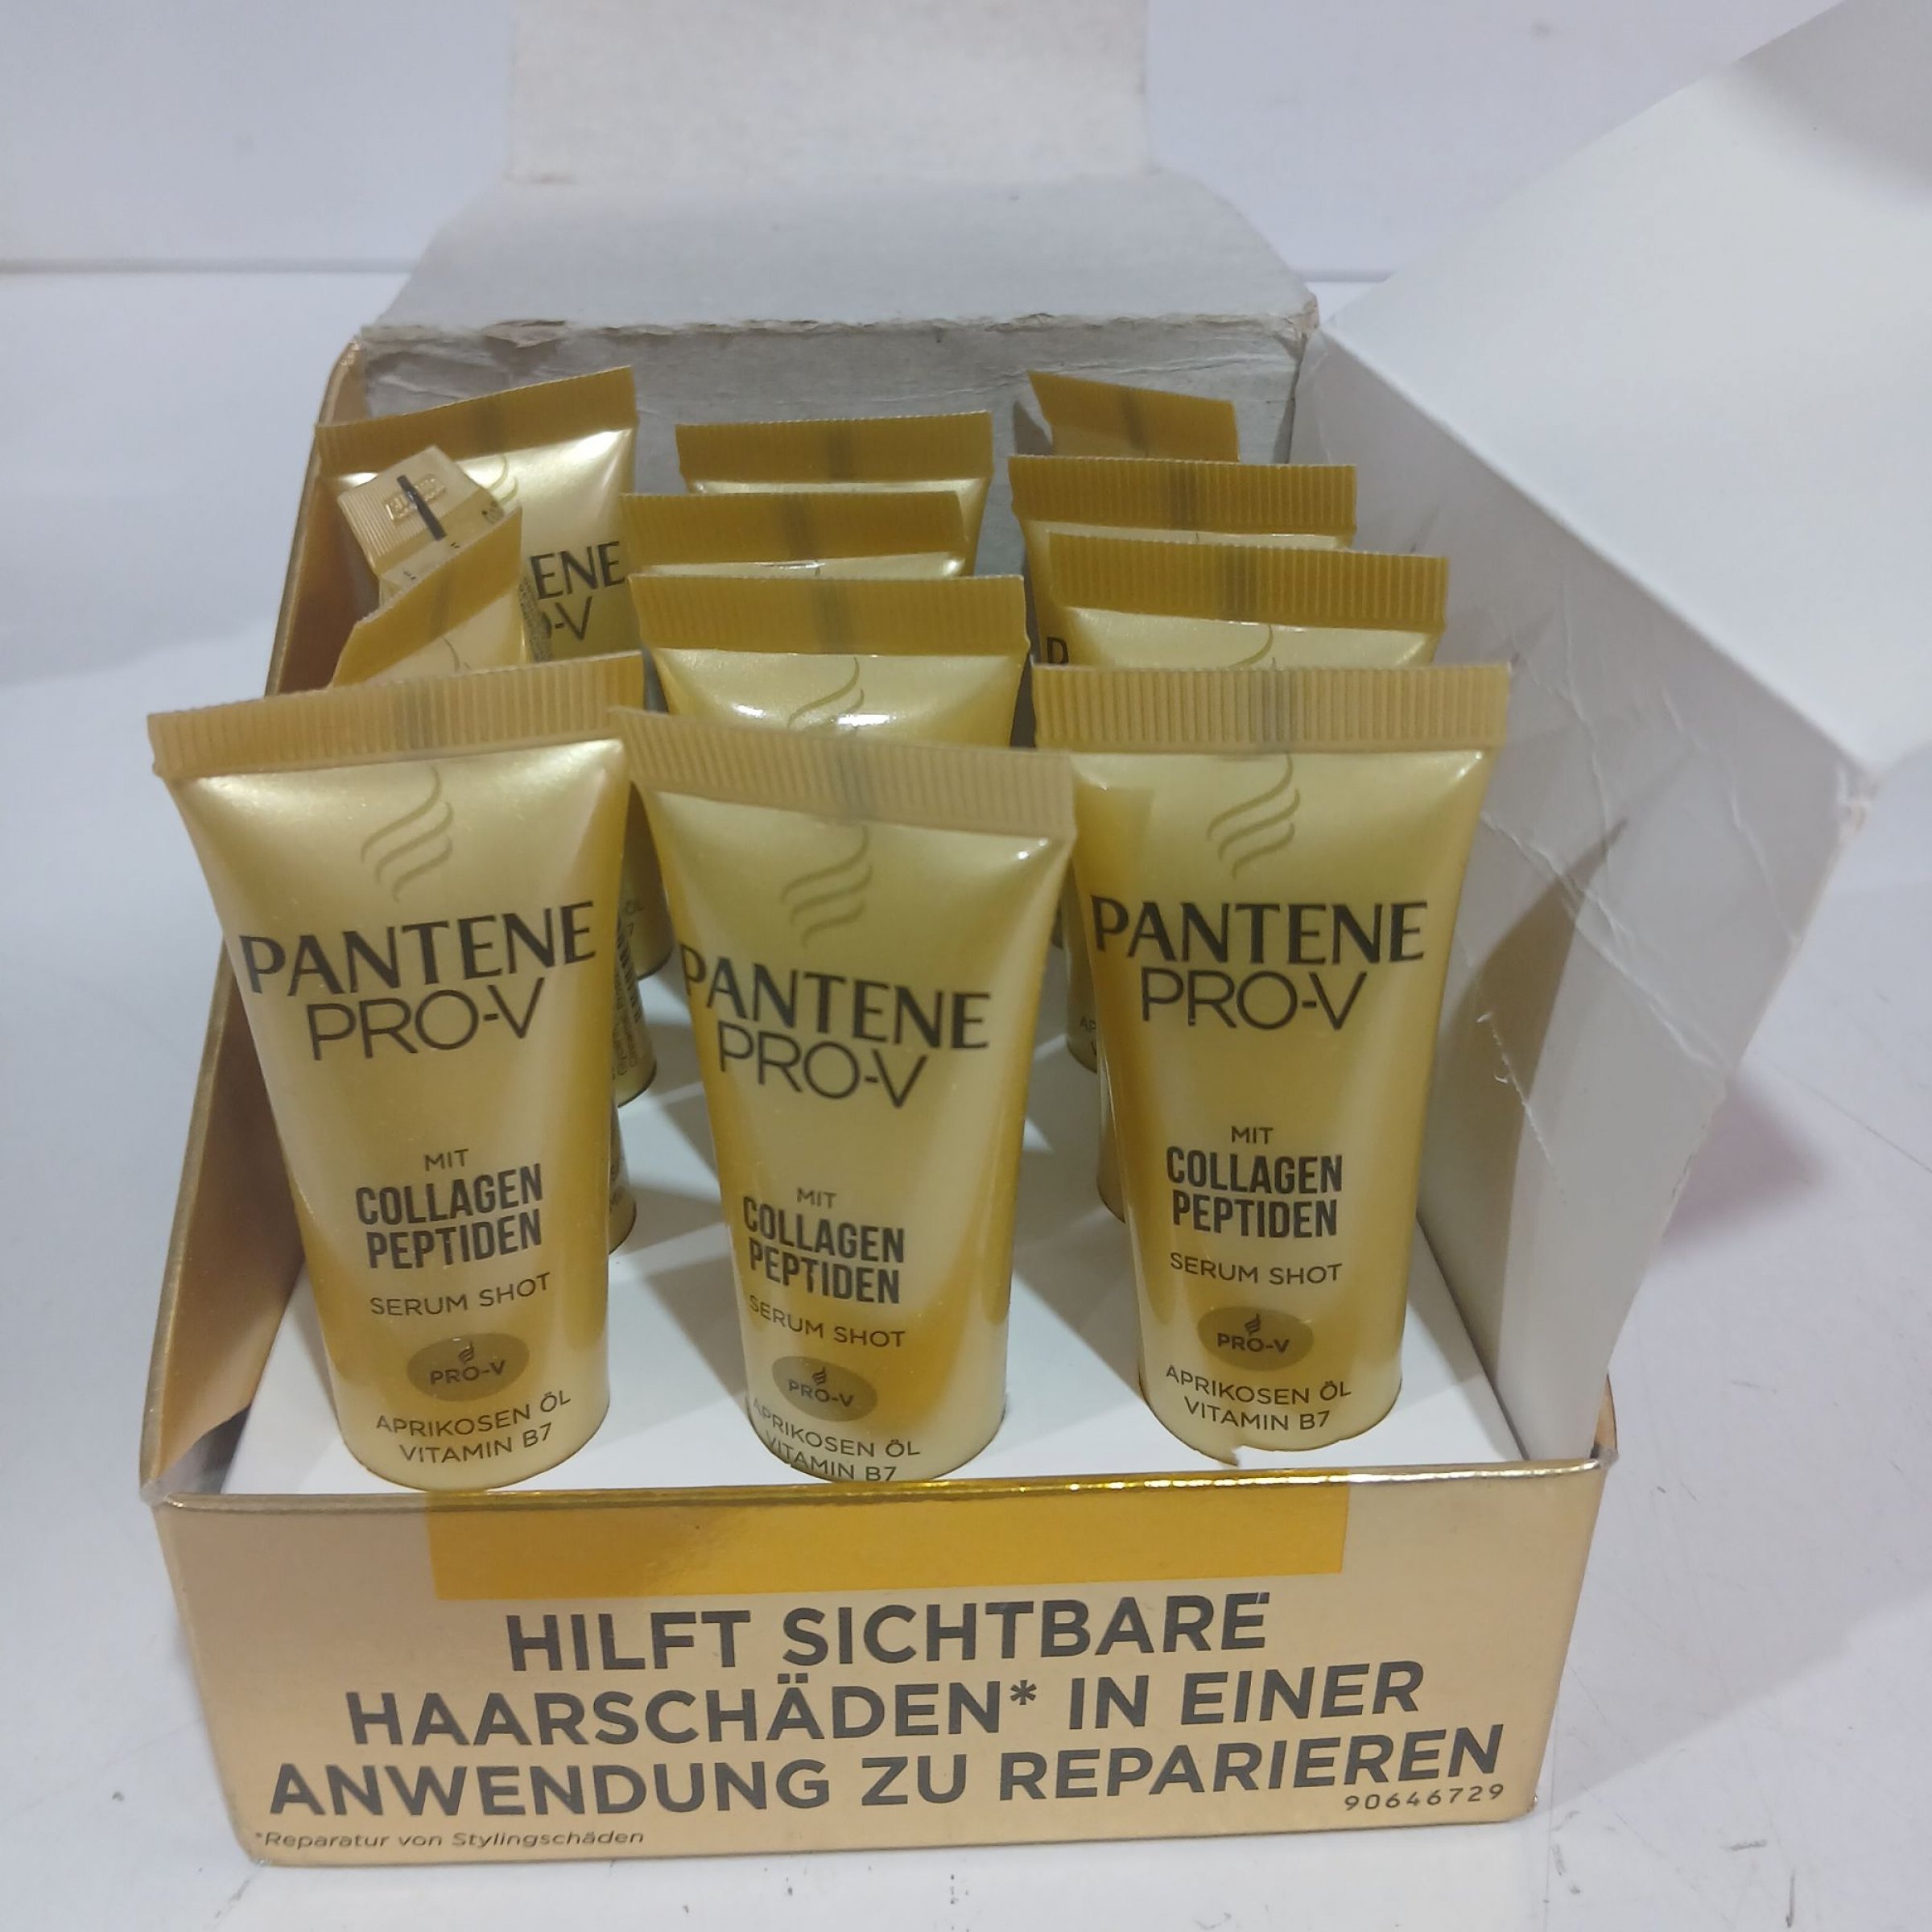 ENE
-V
PANTENE
PRO-V
MIT
COLLAGEN
PEPTIDEN
SERUM SHOT
PRO-V
APRIKOSEN ÖL
VITAMIN B7
PANTENE
PRO-V
MIT
COLLAGEN
PEPTIDEN
SERUM SHOT
PRO-V
APRIKOSEN ÖL
VITAMIN B7
PANTENE
PRO-V
MIT
COLLAGEN
PEPTIDEN
SERUM SHOT
PRO-V
APRIKOSEN ÖL
VITAMIN B7
HILFT SICHTBARE
HAARSCHÄDEN* IN EINER
ANWENDUNG ZU REPARIEREN
90646729
*Reparatur von Stylingschäden